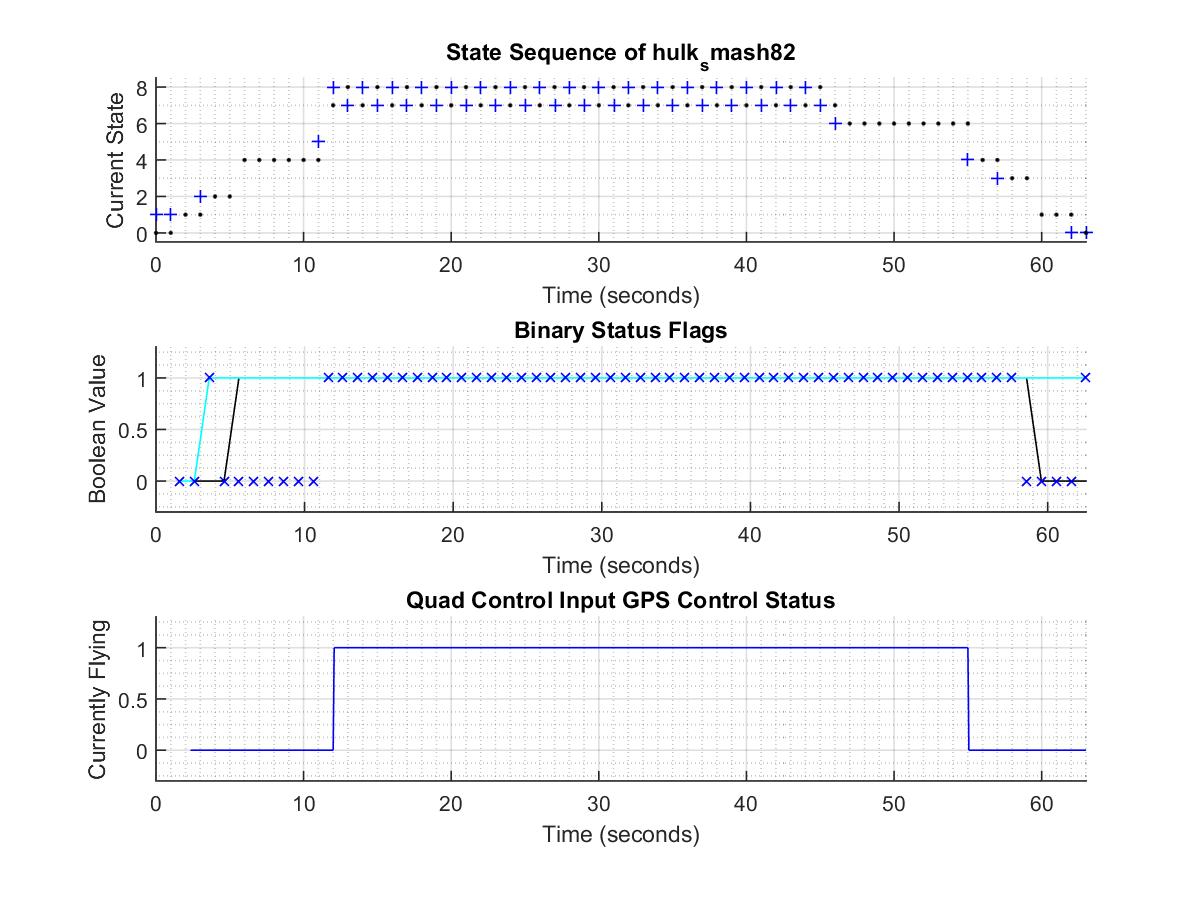 State Sequence of hulksmash82
Current State
8
6
4
2
0
0 10 20 30 40 50 60
Time (seconds)
Binary Status Flags
Boolean Value
1
0.5
0
0 10 20 30 40 50 60
Time (seconds)
Quad Control Input GPS Control Status
Currently Flying
1
0.5
0
0 10 20 30 40 50 60
Time (seconds)